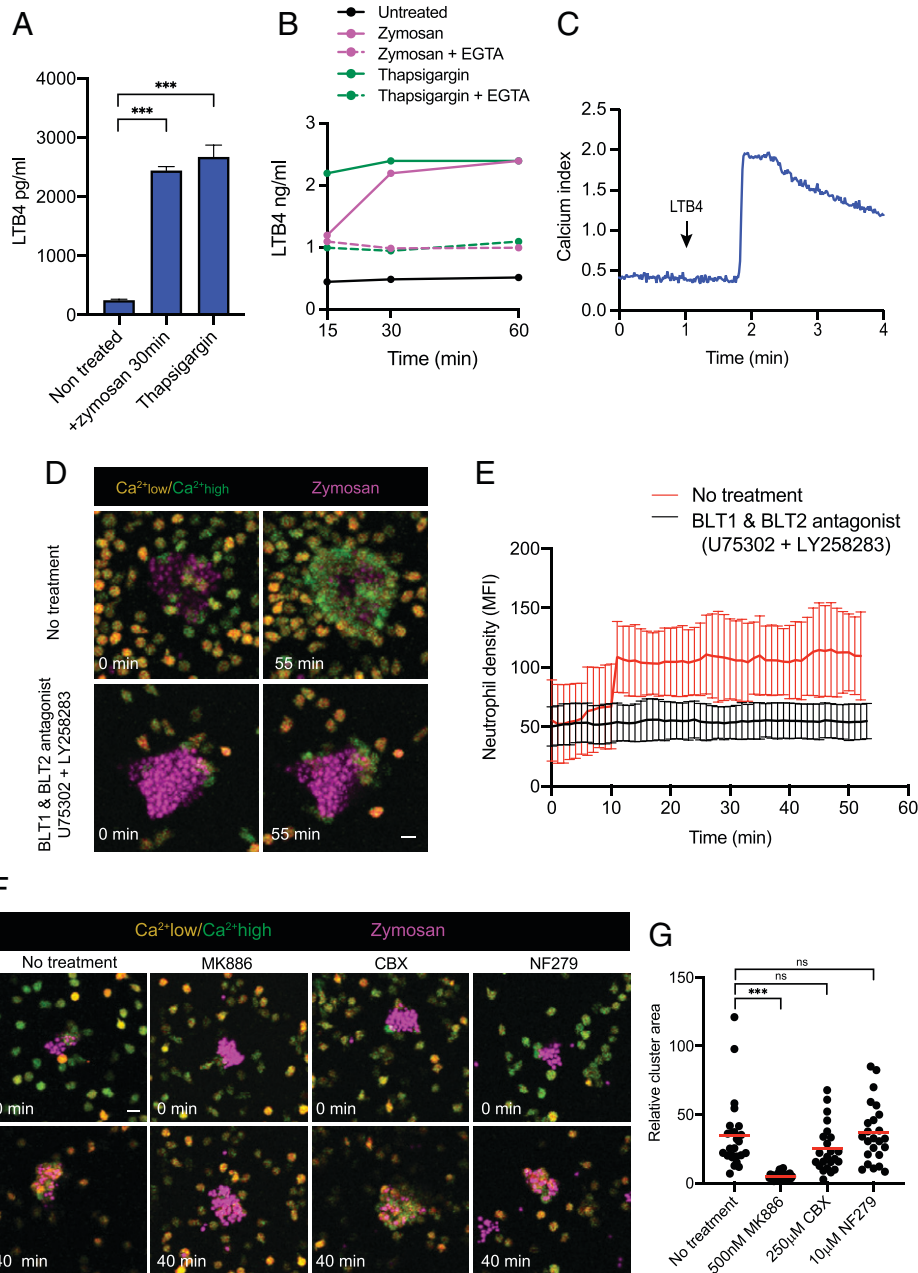 A
4000
3000
2000
1000
0
LTB4 pg/ml
***
***
Non treated
+zymosan 30min
Thapsigargin
B
Untreated
Zymosan
Zymosan + EGTA
Thapsigargin
Thapsigargin + EGTA
3
2
1
0
LTB4 ng/ml
15
30
60
Time (min)
C
2.5
2.0
1.5
1.0
0.5
0.0
Calcium index
LTB4
0
1
2
3
4
Time (min)
D
Ca²⁺low/Ca²⁺high
Zymosan
No treatment
0 min
55 min
BLT1 & BLT2 antagonist
U75302 + LY258283
0 min
55 min
E
No treatment
BLT1 & BLT2 antagonist
(U75302 + LY258283)
200
150
100
50
0
Neutrophil density (MFI)
0
10
20
30
40
50
60
Time (min)
Ca²⁺low/Ca²⁺high
Zymosan
No treatment
MK886
CBX
NF279
0 min
0 min
0 min
0 min
40 min
40 min
40 min
40 min
G
150
100
50
0
Relative cluster area
ns
ns
***
No treatment
500nM MK886
250µM CBX
10µM NF279